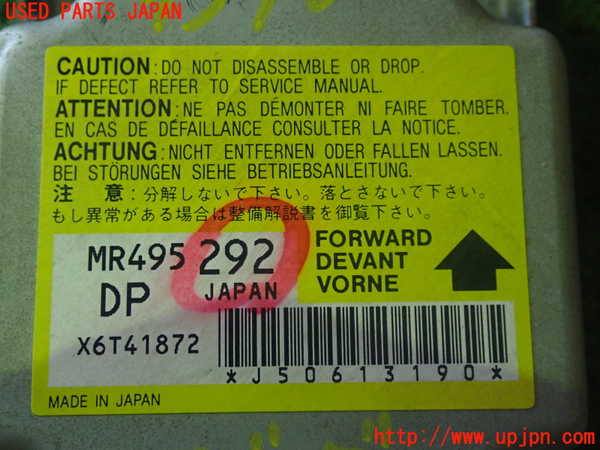 USED PARTS JAPAN
CAUTION:DO NOT DISASSEMBLE OR DROP.
IF DEFECT REFER TO SERVICE MANUAL.
ATTENTION:NE PAS DÉMONTER NI FAIRE TOMBER.
EN CAS DE DÉFAILLANCE CONSULTER LA NOTICE.
ACHTUNG:NICHT ENTFERNEN ODER FALLEN LASSEN.
BEI STÖRUNGEN SIEHE BETRIEBSANLEITUNG.
注 意:分解しないで下さい。落とさないで下さい。
もし異常がある場合は整備解説書を御覧下さい。
MR495 292
DP JAPAN
X6T41872
FORWARD
DEVANT
VORNE
*J50613190*
MADE IN JAPAN
http://www.upjpn.com